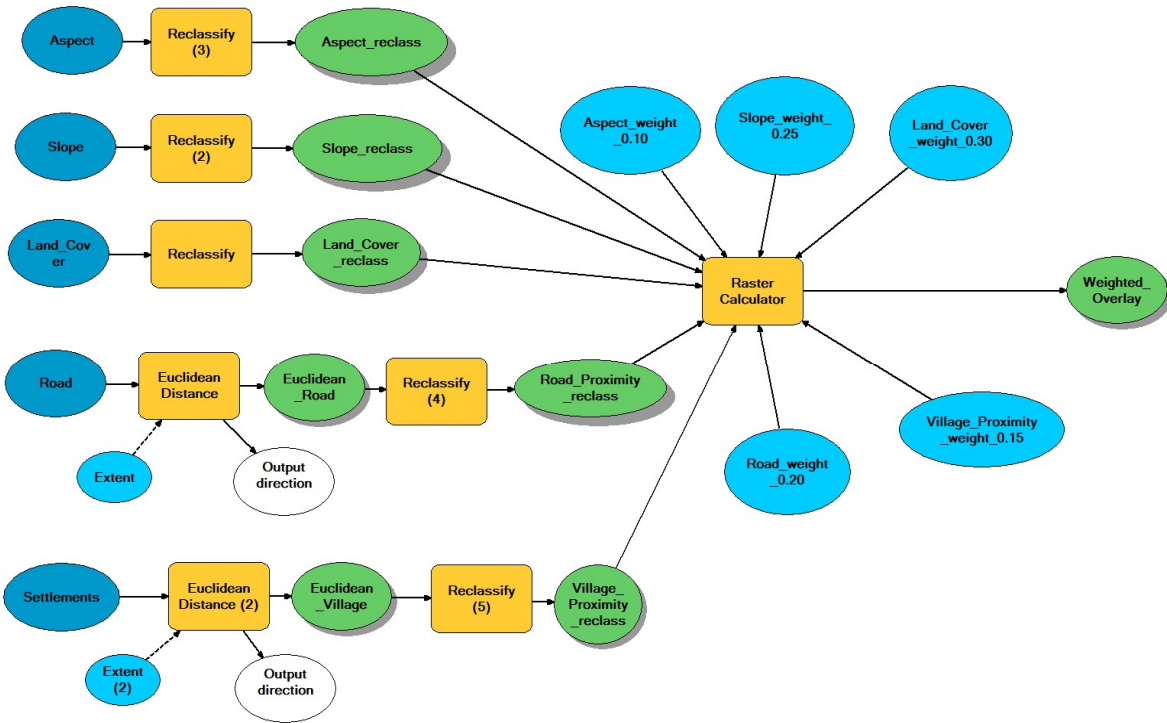 Aspect
Reclassify
(3)
Aspect_reclass
Slope
Reclassify
(2)
Slope_reclass
Land_Cov
er
Reclassify
Land_Cover
_reclass
Aspect_weight
_0.10
Slope_weight_
0.25
Land_Cover
_weight_0.30
Raster
Calculator
Weighted_
Overlay
Road
Euclidean
Distance
Euclidean
_Road
Reclassify
(4)
Road_Proximity
_reclass
Extent
Output
direction
Road_weight
_0.20
Village_Proximity
_weight_0.15
Settlements
Euclidean
Distance (2)
Euclidean
_Village
Reclassify
(5)
Village_
Proximity
_reclass
Extent
(2)
Output
direction